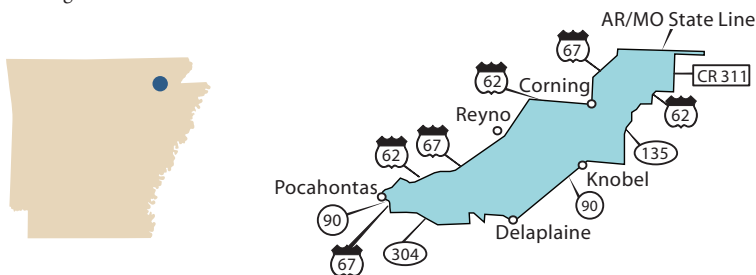 AR/MO State Line
67
CR 311
62
Corning
62
Reyno
135
62
67
Knobel
Pocahontas
90
90
Delaplaine
304
67